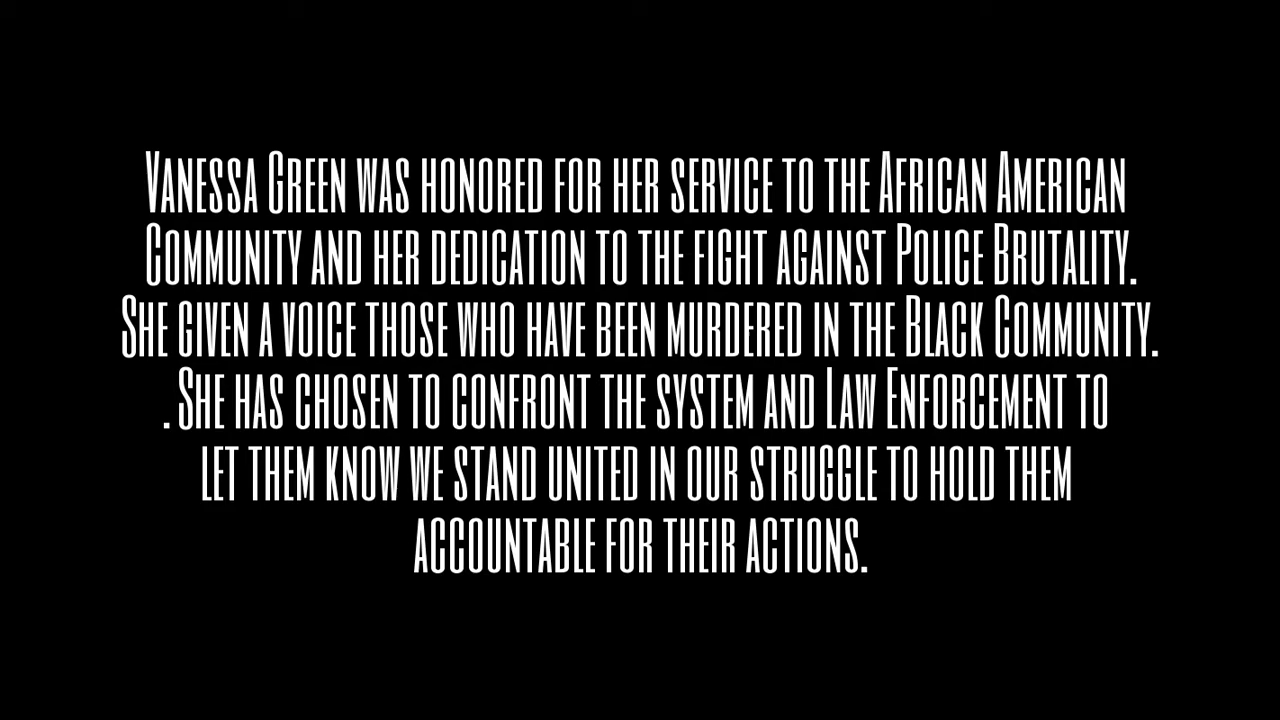 Vanessa Green was honored for her service to the African American
Community and her dedication to the fight against Police Brutality.
She given a voice those who have been murdered in the Black Community.
. She has chosen to confront the system and Law Enforcement to
let them know we stand united in our struggle to hold them
accountable for their actions.